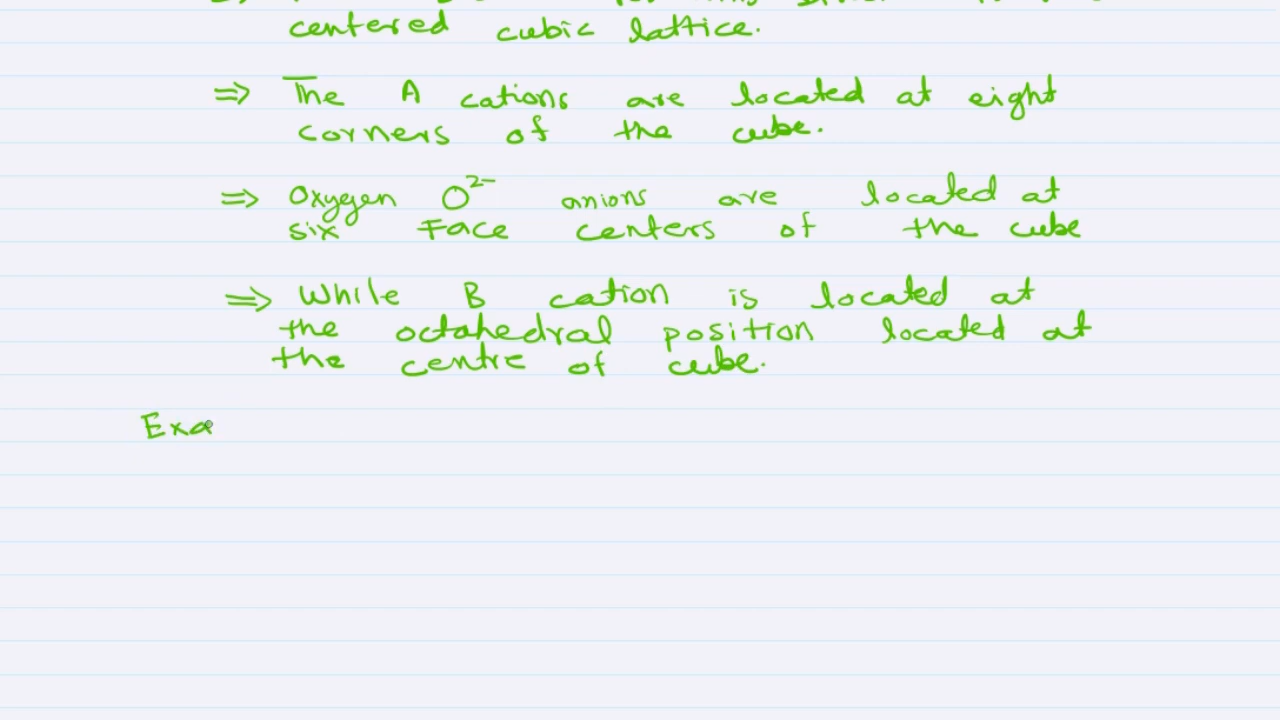 centered cubic lattice.
⇒ The A cations are located at eight
corners of the cube.
⇒ Oxygen O²⁻ anions are located at
six Face centers of the cube
⇒ While B cation is located at
the octahedral position located at
the centre of cube.
Exa